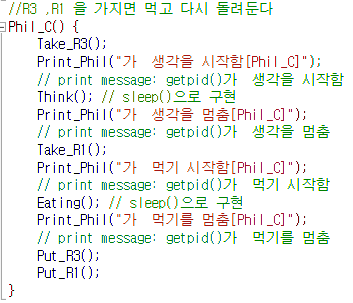 //R3 ,R1 을 가지면 먹고 다시 돌려둔다
Phil_C() {
Take_R3();
Print_Phil("가  생각을 시작함[Phil_C]");
// print message: getpid()가  생각을 시작함
Think(); // sleep()으로 구현
Print_Phil("가  생각을 멈춤[Phil_C]");
// print message: getpid()가  생각을 멈춤
Take_R1();
Print_Phil("가  먹기 시작함[Phil_C]");
// print message: getpid()가  먹기 시작함
Eating(); // sleep()으로 구현
Print_Phil("가  먹기를 멈춤[Phil_C]");
// print message: getpid()가  먹기를 멈춤
Put_R3();
Put_R1();
}